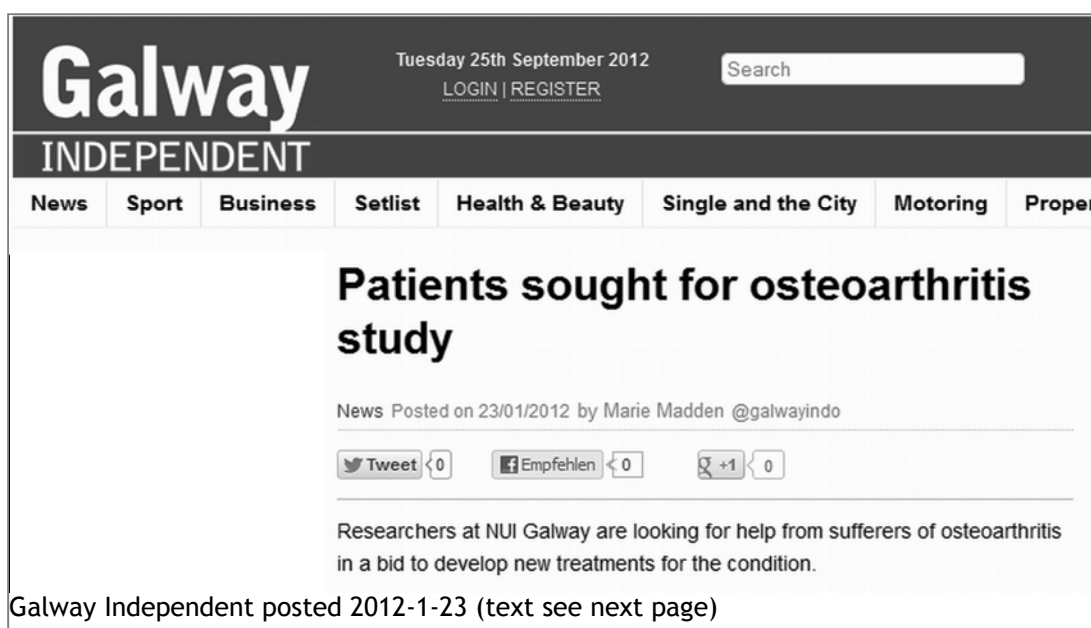 Galway
INDEPENDENT
Tuesday 25th September 2012
LOGIN | REGISTER
Search
News Sport Business Setlist Health & Beauty Single and the City Motoring Proper
Patients sought for osteoarthritis
study
News Posted on 23/01/2012 by Marie Madden @galwayindo
Tweet 0 Empfehlen 0 +1 0
Researchers at NUI Galway are looking for help from sufferers of osteoarthritis
in a bid to develop new treatments for the condition.
Galway Independent posted 2012-1-23 (text see next page)